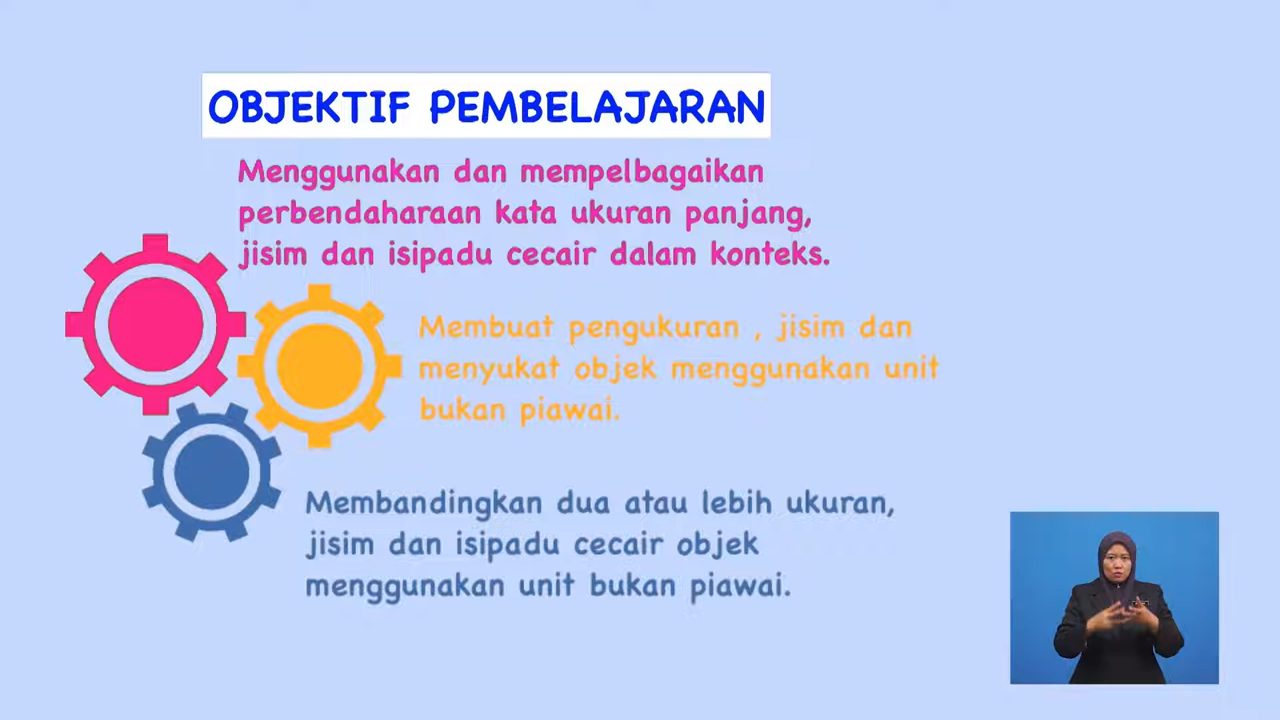 OBJEKTIF PEMBELAJARAN
Menggunakan dan mempelbagaikan
perbendaharaan kata ukuran panjang,
jisim dan isipadu cecair dalam konteks.
Membuat pengukuran , jisim dan
menyukat objek menggunakan unit
bukan piawai.
Membandingkan dua atau lebih ukuran,
jisim dan isipadu cecair objek
menggunakan unit bukan piawai.